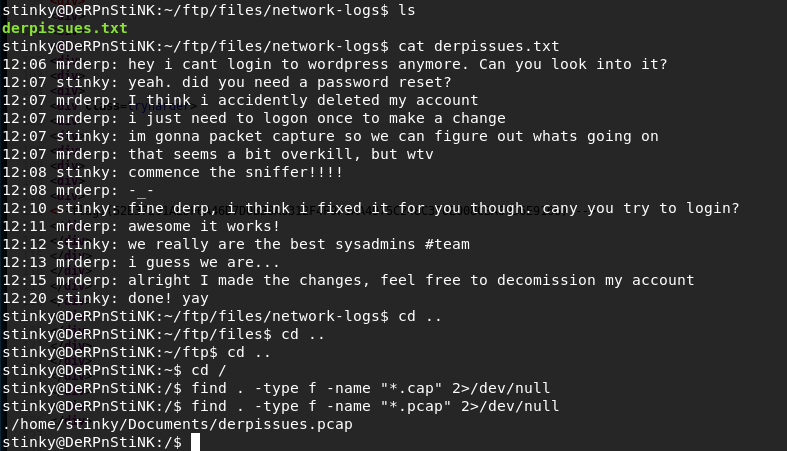 stinky@DeRPnStiNK:~/ftp/files/network-logs$ ls
derpissues.txt
stinky@DeRPnStiNK:~/ftp/files/network-logs$ cat derpissues.txt
12:06 mrderp: hey i cant login to wordpress anymore. Can you look into it?
12:07 stinky: yeah. did you need a password reset?
12:07 mrderp: I think i accidently deleted my account
12:07 mrderp: i just need to logon once to make a change
12:07 stinky: im gonna packet capture so we can figure out whats going on
12:07 mrderp: that seems a bit overkill, but wtv
12:08 stinky: commence the sniffer!!!!
12:08 mrderp: -_-
12:10 stinky: fine derp, i think i fixed it for you though. cany you try to login?
12:11 mrderp: awesome it works!
12:12 stinky: we really are the best sysadmins #team
12:13 mrderp: i guess we are...
12:15 mrderp: alright I made the changes, feel free to decomission my account
12:20 stinky: done! yay
stinky@DeRPnStiNK:~/ftp/files/network-logs$ cd ..
stinky@DeRPnStiNK:~/ftp/files$ cd ..
stinky@DeRPnStiNK:~/ftp$ cd ..
stinky@DeRPnStiNK:~$ cd /
stinky@DeRPnStiNK:/$ find . -type f -name "*.cap" 2>/dev/null
stinky@DeRPnStiNK:/$ find . -type f -name "*.pcap" 2>/dev/null
./home/stinky/Documents/derpissues.pcap
stinky@DeRPnStiNK:/$